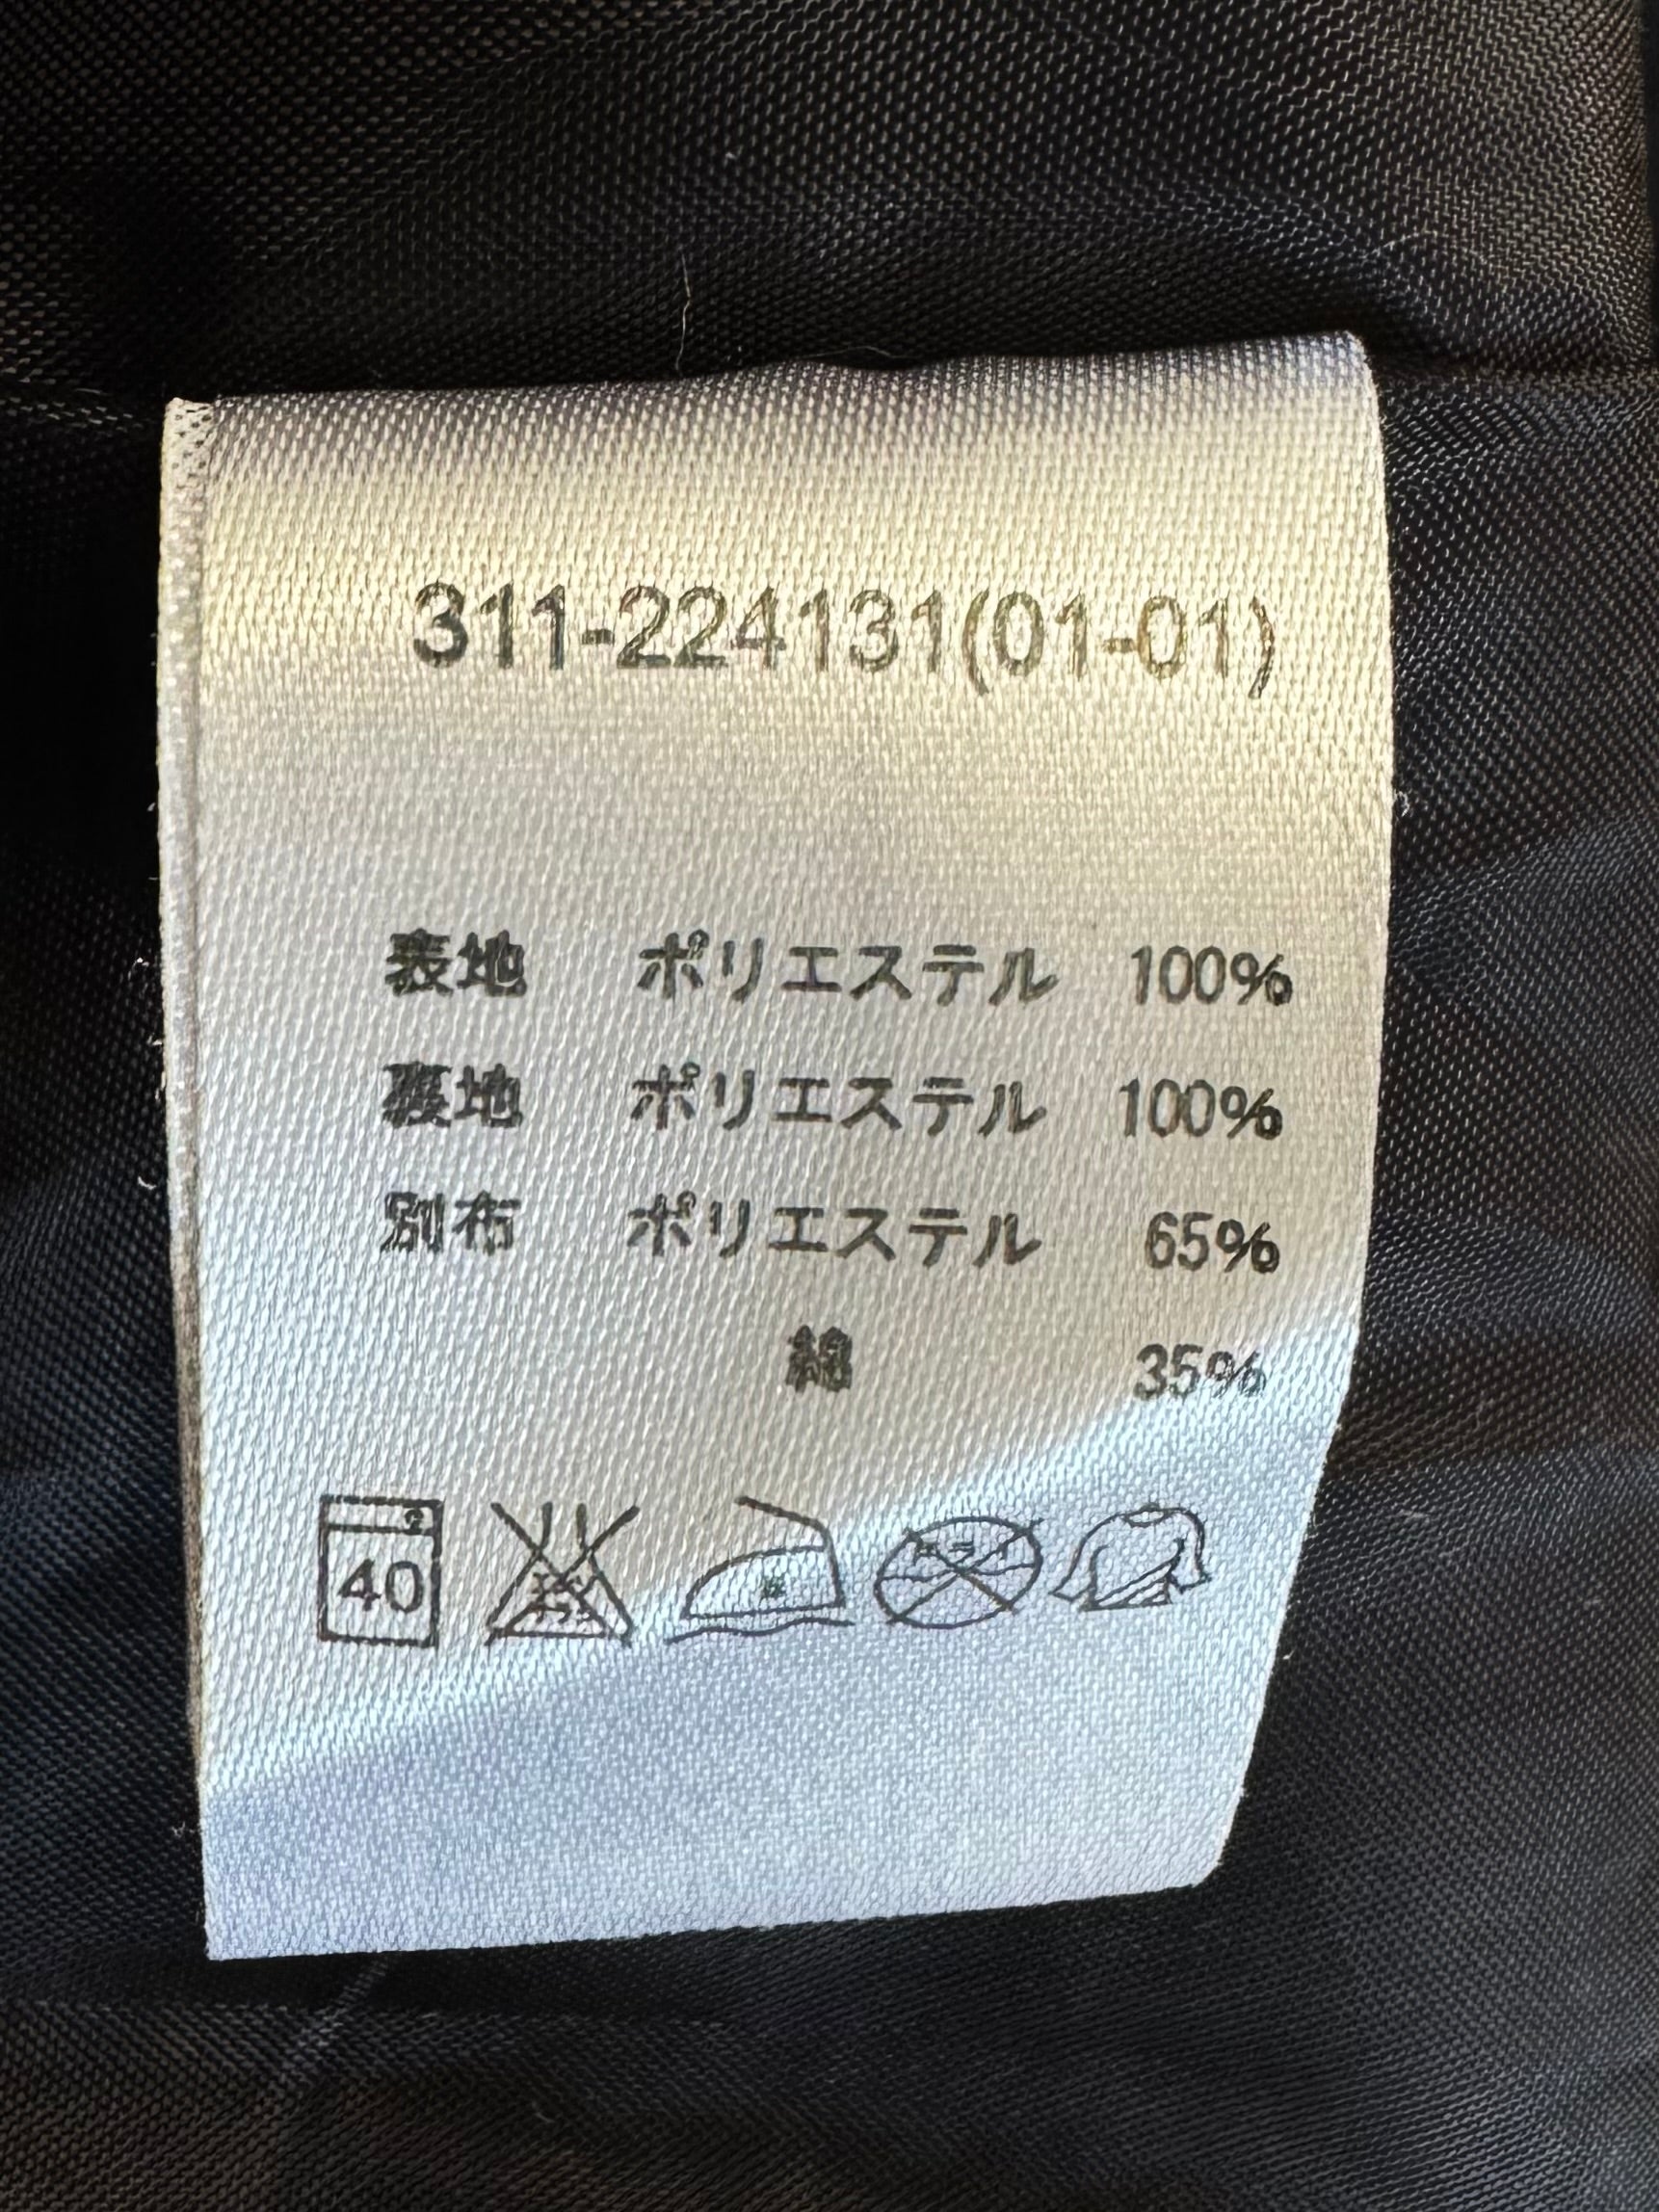 311-224131(01-01)
表地 ポリエステル 100%
裏地 ポリエステル 100%
別布 ポリエステル 65%
綿 35%
40